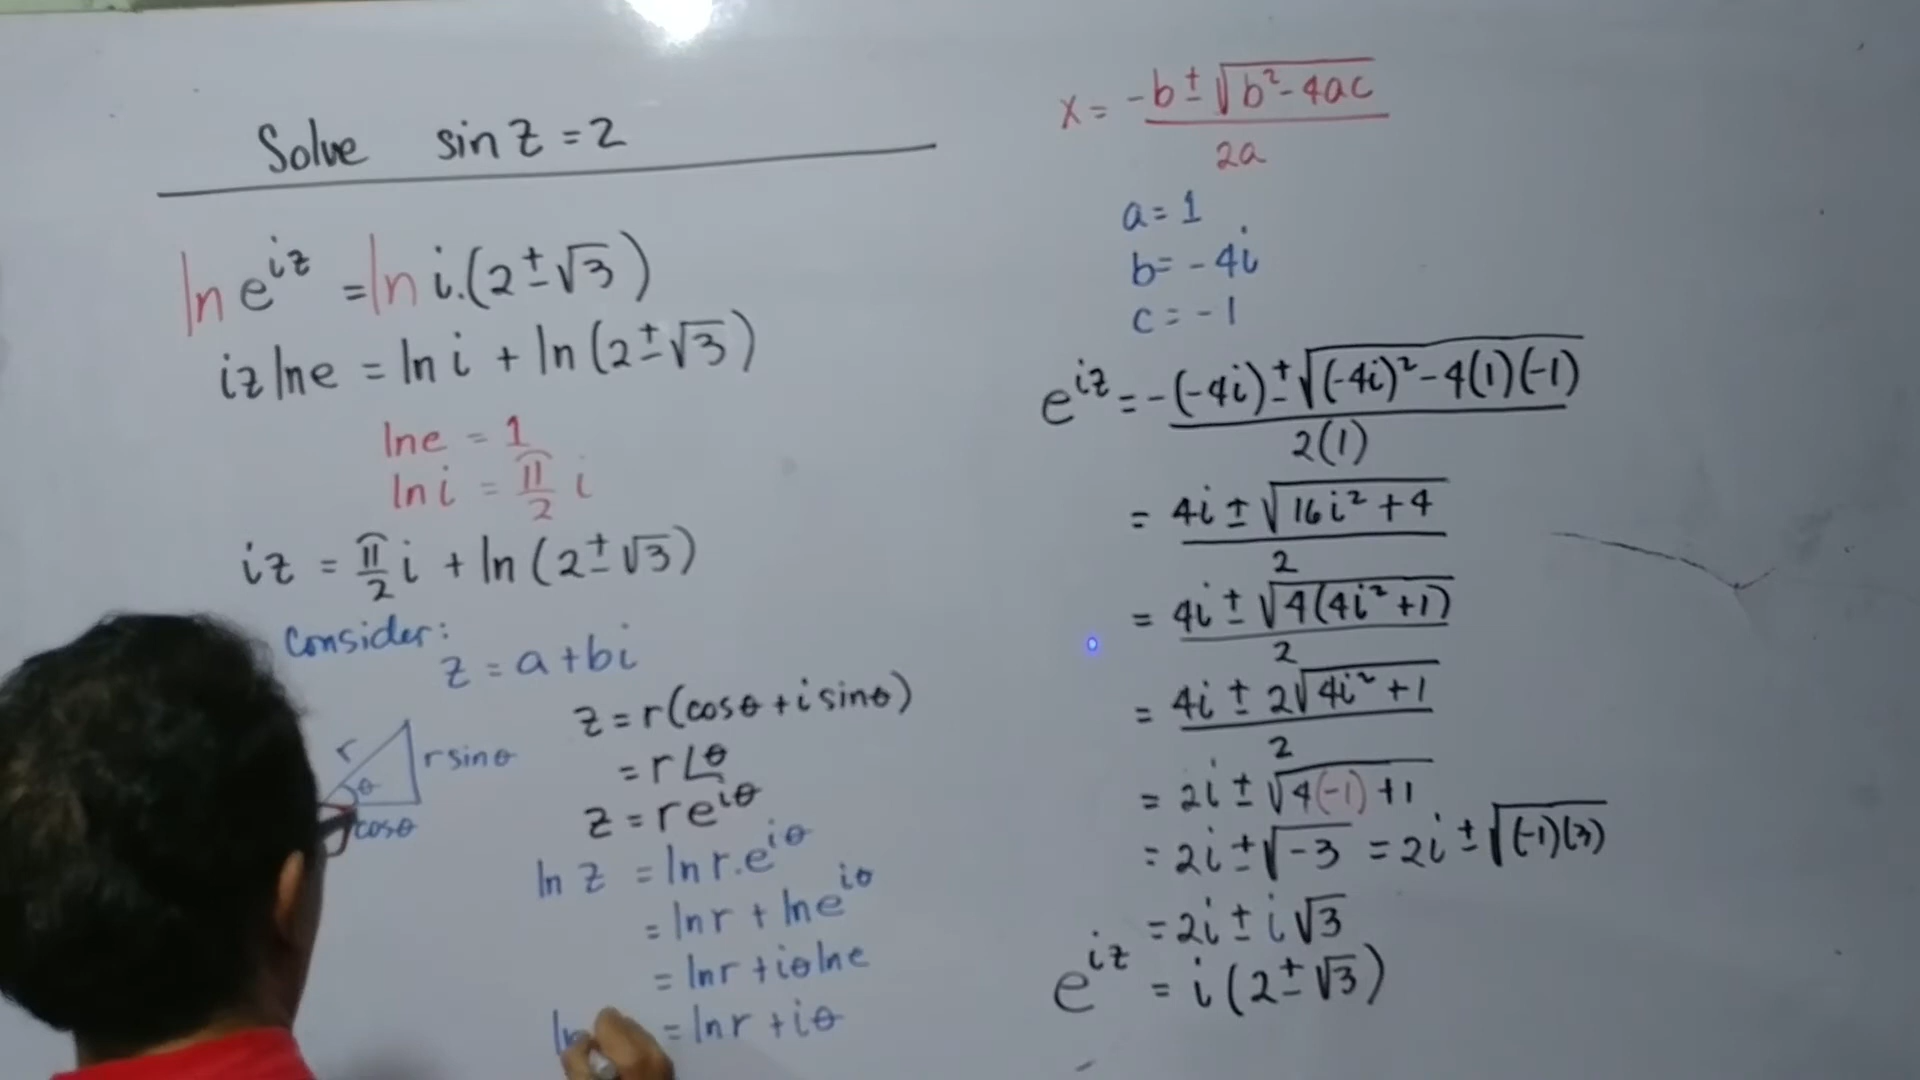 Solve sin z = 2
ln e^{iz} = ln i.(2 ± √3)
iz ln e = ln i + ln (2 ± √3)
ln e = 1
ln i = π/2 i
iz = π/2 i + ln (2 ± √3)
Consider:
z = a + bi
r
θ
r sin θ
cos θ
z = r(cos θ + i sin θ)
= r∠θ
z = re^{iθ}
ln z = ln r.e^{iθ}
= ln r + ln e^{iθ}
= ln r + iθ ln e
= ln r + iθ
x = (-b ± √(b² - 4ac)) / 2a
a = 1
b = -4i
c = -1
e^{iz} = (-(-4i) ± √((-4i)² - 4(1)(-1))) / 2(1)
= (4i ± √(16i² + 4)) / 2
= (4i ± √(4(4i² + 1))) / 2
= (4i ± 2√(4i² + 1)) / 2
= 2i ± √(4(-1) + 1)
= 2i ± √(-3) = 2i ± √((-1)(3))
= 2i ± i√3
e^{iz} = i(2 ± √3)